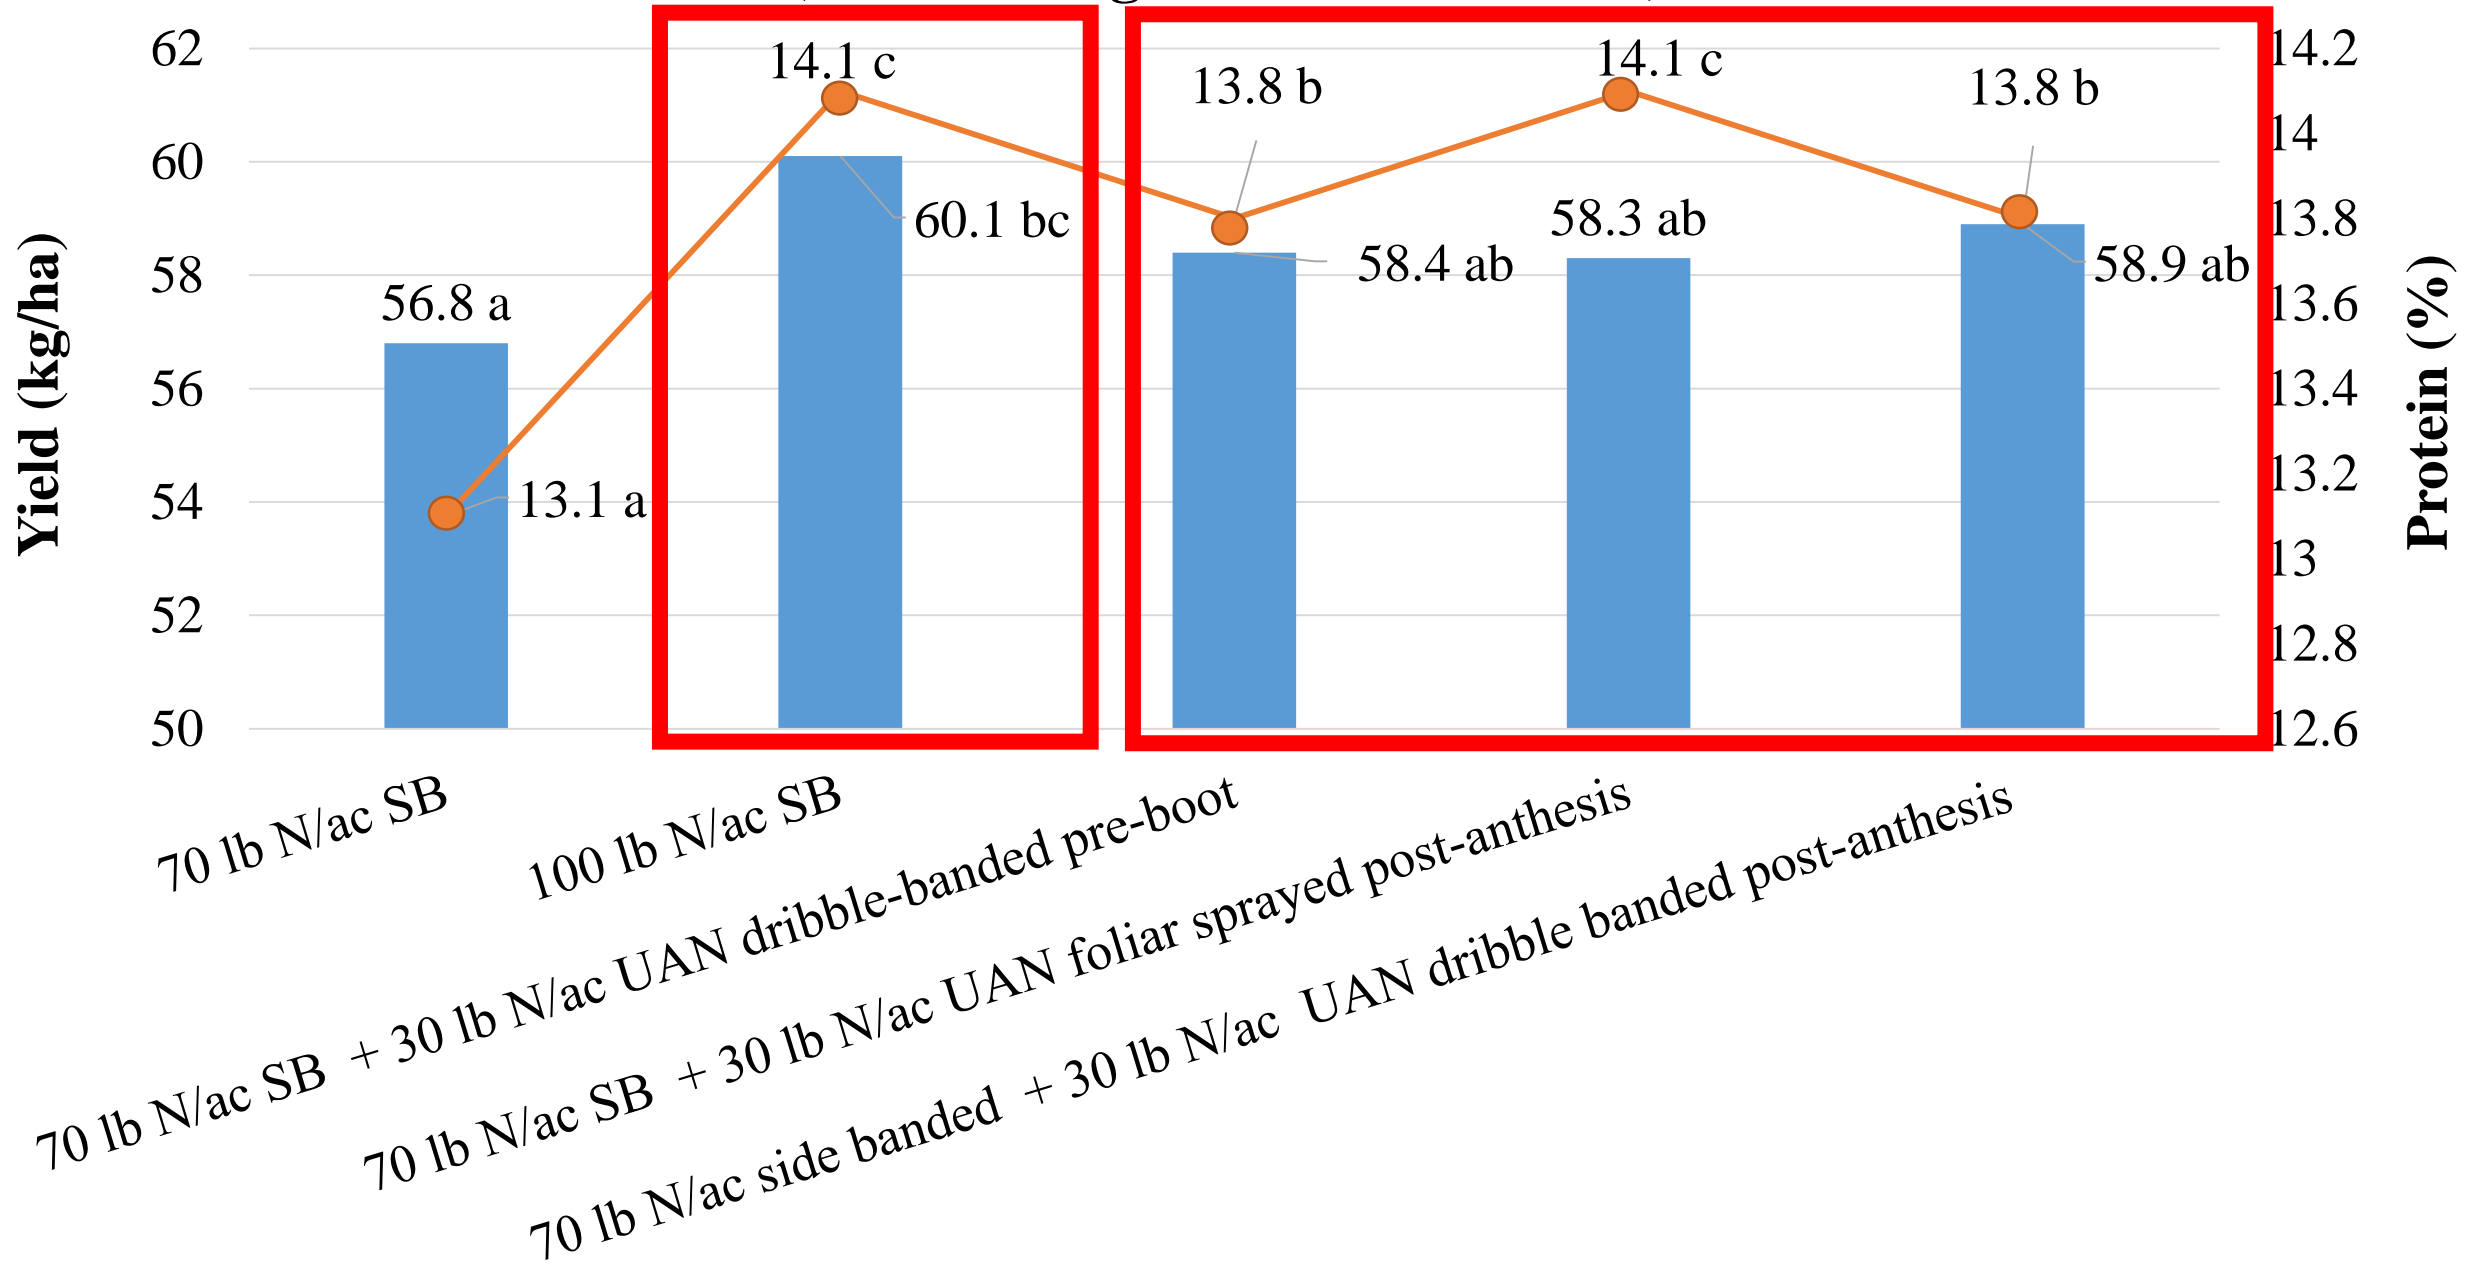 62
60
58
56
54
52
50
Yield (kg/ha)
14.2
14
13.8
13.6
13.4
13.2
13
12.8
12.6
Protein (%)
14.1 c
13.8 b
14.1 c
13.8 b
60.1 bc
58.3 ab
58.4 ab
58.9 ab
56.8 a
13.1 a
70 lb N/ac SB
100 lb N/ac SB
70 lb N/ac SB + 30 lb N/ac UAN dribble-banded pre-boot
70 lb N/ac SB + 30 lb N/ac UAN foliar sprayed post-anthesis
70 lb N/ac side banded + 30 lb N/ac UAN dribble banded post-anthesis